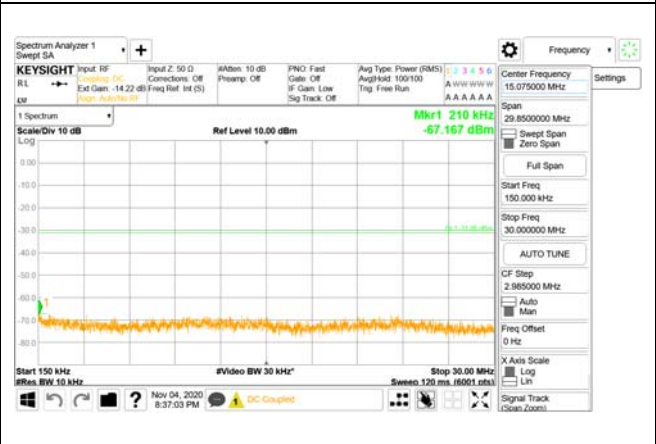 Spectrum Analyzer 1
Swept SA
Frequency
KEYSIGHT
RL
Input: RF
Coupling: DC
Ext Gain: -14.22 dB
Align: Auto/No RF
Input Z: 50 Ω
Corrections: Off
Freq Ref: Int (S)
#Atten: 10 dB
Preamp: Off
PNO: Fast
Gate: Off
IF Gain: Low
Sig Track: Off
Avg Type: Power (RMS)
Avg|Hold: 100/100
Trig: Free Run
1 2 3 4 5 6
A W W W W W
A A A A A A
Center Frequency
15.075000 MHz
Settings
Span
29.8500000 MHz
Swept Span
Zero Span
Full Span
Start Freq
150.000 kHz
Stop Freq
30.000000 MHz
AUTO TUNE
CF Step
2.985000 MHz
Auto
Man
Freq Offset
0 Hz
X Axis Scale
Log
Lin
Signal Track
(Span Zoom)
1 Spectrum
Scale/Div 10 dB
Ref Level 10.00 dBm
Mkr1 210 kHz
-67.167 dBm
Log
0.00
-10.0
-20.0
-30.0
-40.0
-50.0
-60.0
-70.0
-80.0
1
Start 150 kHz
#Res BW 10 kHz
#Video BW 30 kHz*
Stop 30.00 MHz
Sweep 120 ms (6001 pts)
?
Nov 04, 2020
8:37:03 PM
1
DC Coupled